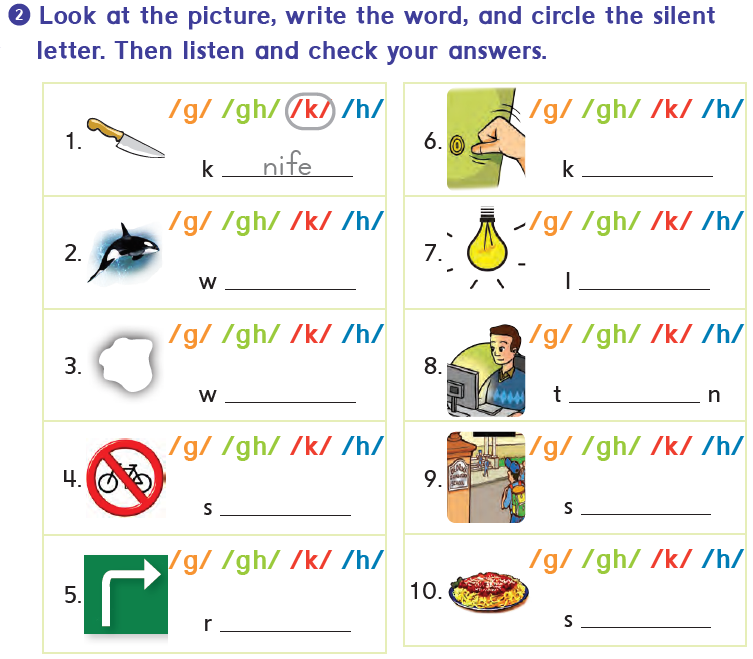 2 Look at the picture, write the word, and circle the silent
letter. Then listen and check your answers.
/g/ /gh/ /k/ /h/
1. k nife
/g/ /gh/ /k/ /h/
2. w
/g/ /gh/ /k/ /h/
3. w
/g/ /gh/ /k/ /h/
4. s
/g/ /gh/ /k/ /h/
5. r
/g/ /gh/ /k/ /h/
6. k
/g/ /gh/ /k/ /h/
7. l
/g/ /gh/ /k/ /h/
8. t n
/g/ /gh/ /k/ /h/
9. s
/g/ /gh/ /k/ /h/
10. s